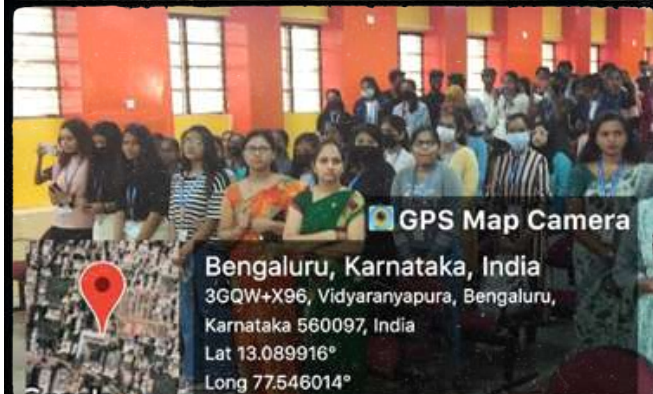 GPS Map Camera
Bengaluru, Karnataka, India
3GQW+X96, Vidyaranyapura, Bengaluru,
Karnataka 560097, India
Lat 13.089916°
Long 77.546014°